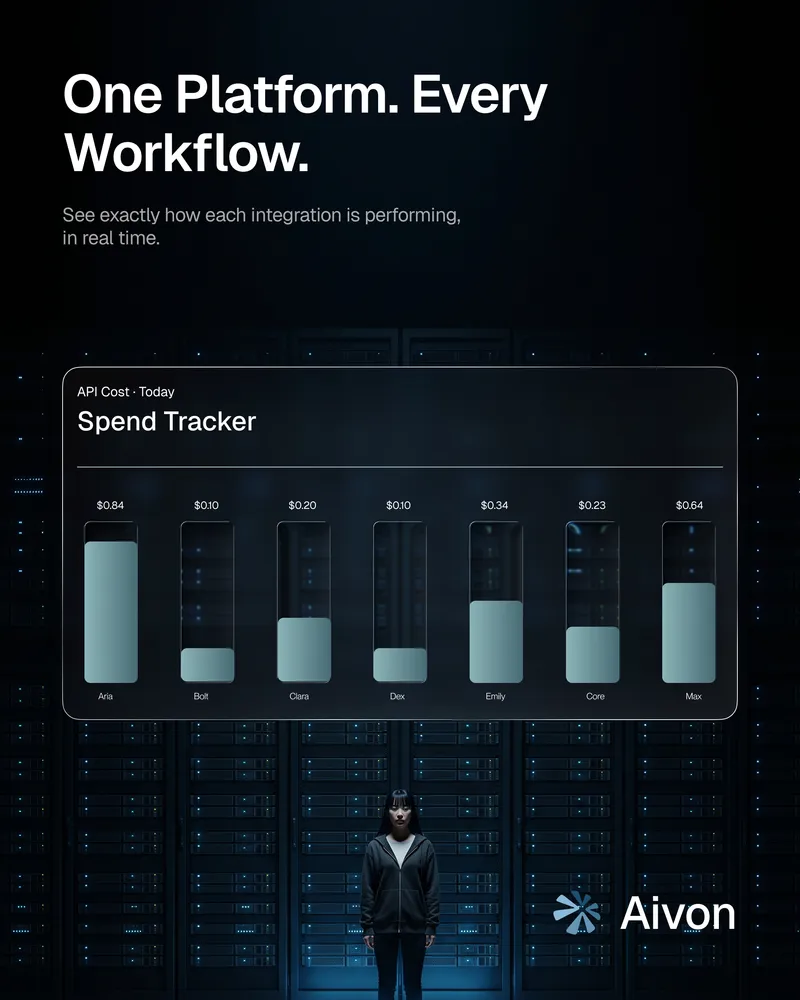 One Platform. Every
Workflow.
See exactly how each integration is performing,
in real time.
API Cost · Today
Spend Tracker
$0.84 $0.10 $0.20 $0.10 $0.34 $0.23 $0.64
Aria Bolt Clara Dex Emily Core Max
Aivon